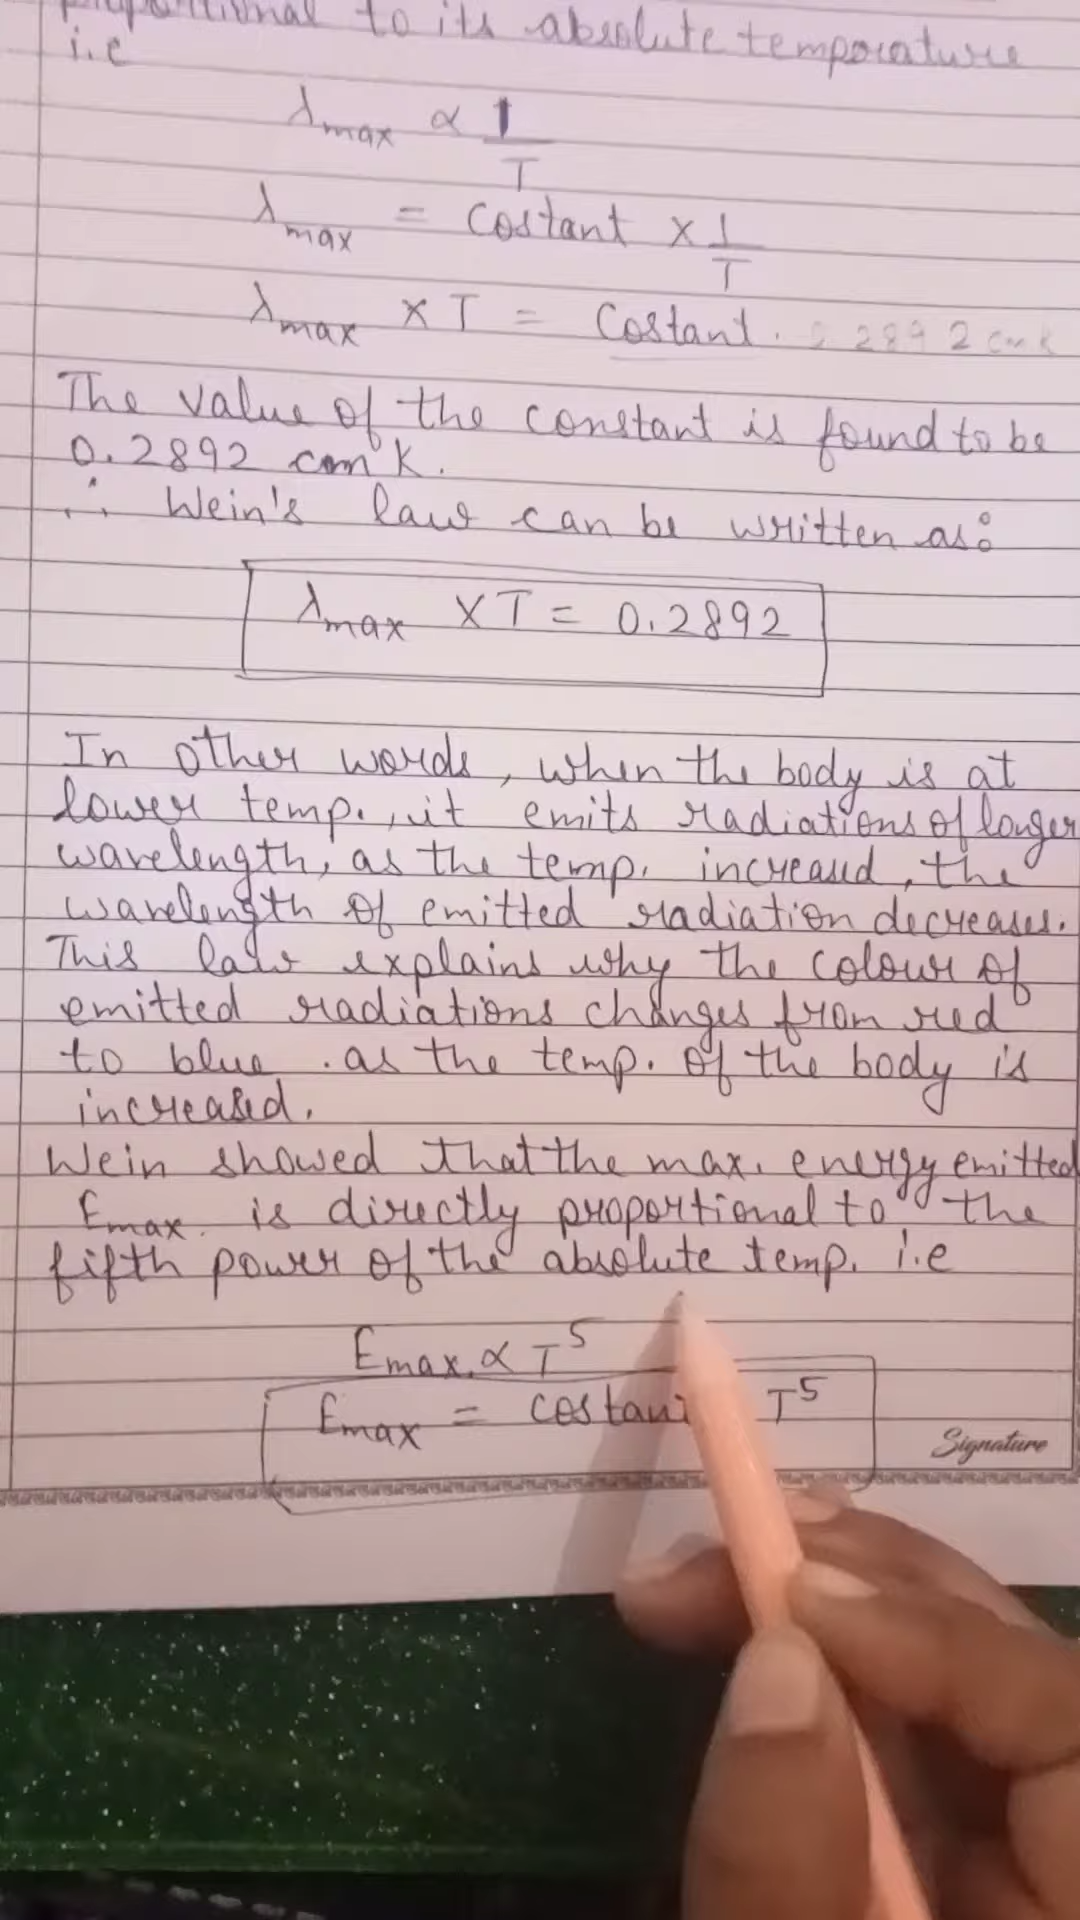 proportional to its absolute temperature
i.e
λmax ∝ 1/T
λmax = Costant × 1/T
λmax × T = Costant. 0.2892 cm K
The value of the constant is found to be
0.2892 cm K.
∴ Wein's law can be written as:
λmax × T = 0.2892
In other words, when the body is at
lower temp., it emits radiations of longer
wavelength, as the temp. increased, the
wavelength of emitted radiation decreases.
This law explains why the colour of
emitted radiations changes from red
to blue . as the temp. of the body is
increased.
Wein showed that the max. energy emitted
Emax. is directly proportional to the
fifth power of the absolute temp. i.e
Emax. ∝ T⁵
Emax = costant T⁵
Signature